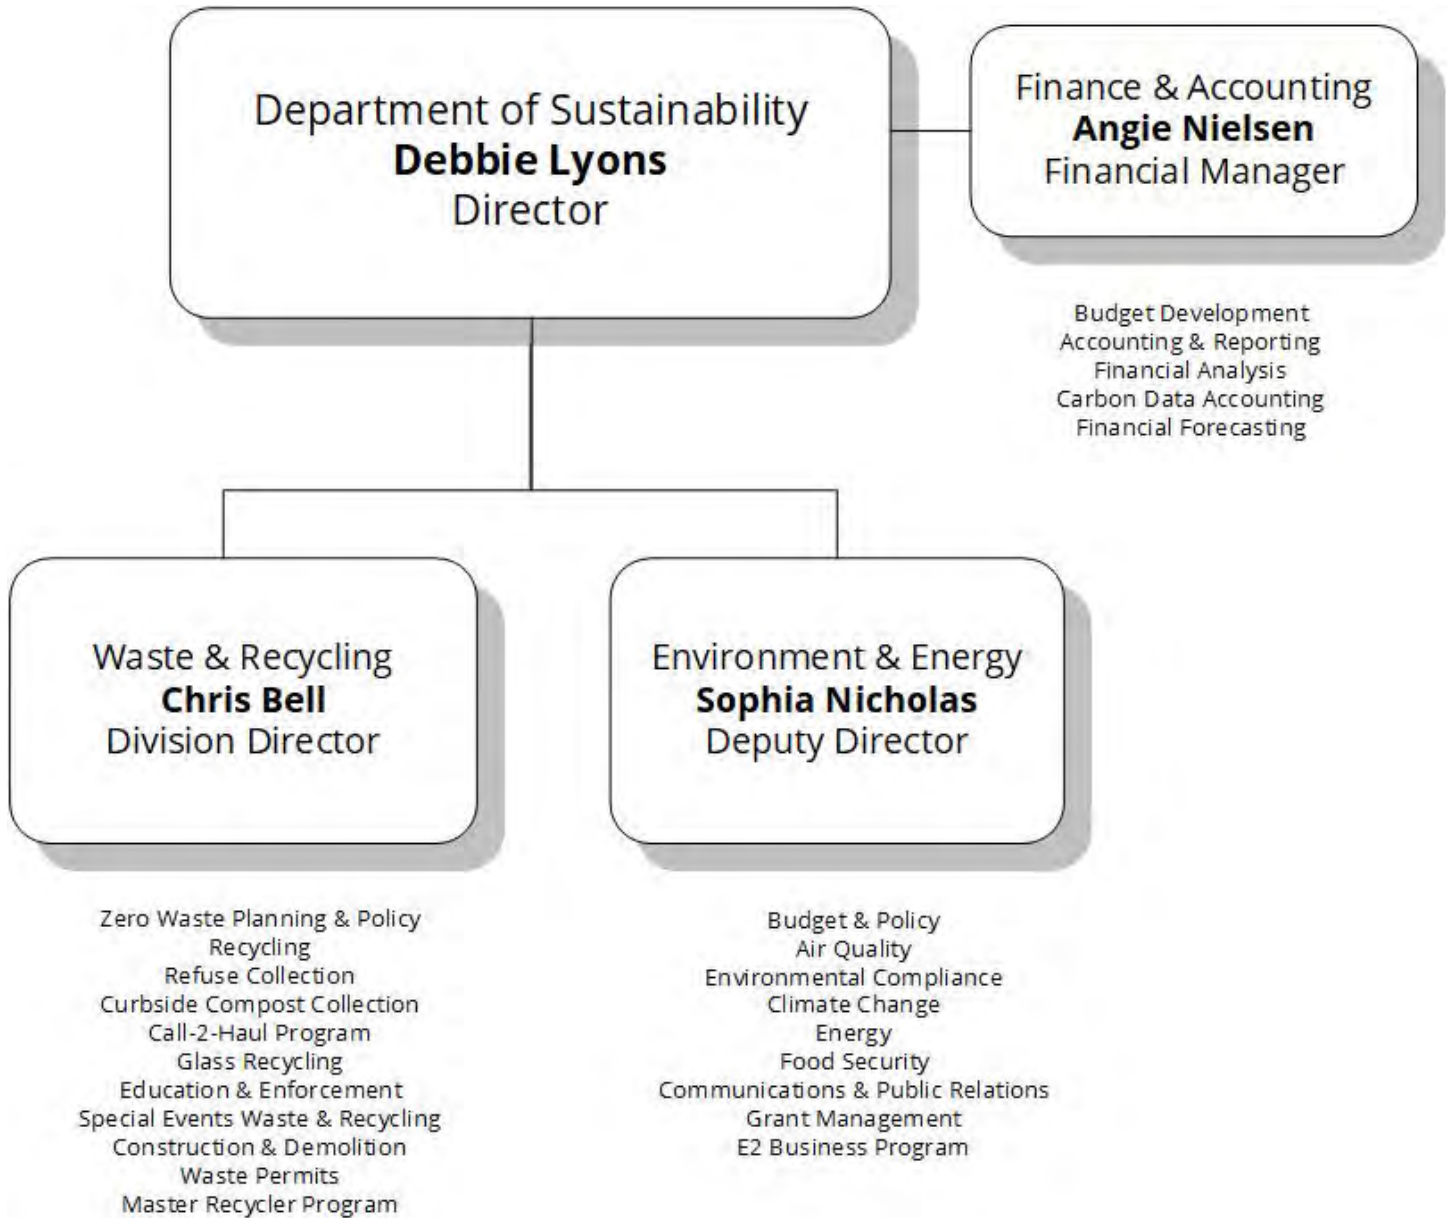 Department of Sustainability
Debbie Lyons
Director
Finance & Accounting
Angie Nielsen
Financial Manager
Budget Development
Accounting & Reporting
Financial Analysis
Carbon Data Accounting
Financial Forecasting
Waste & Recycling
Chris Bell
Division Director
Zero Waste Planning & Policy
Recycling
Refuse Collection
Curbside Compost Collection
Call-2-Haul Program
Glass Recycling
Education & Enforcement
Special Events Waste & Recycling
Construction & Demolition
Waste Permits
Master Recycler Program
Environment & Energy
Sophia Nicholas
Deputy Director
Budget & Policy
Air Quality
Environmental Compliance
Climate Change
Energy
Food Security
Communications & Public Relations
Grant Management
E2 Business Program